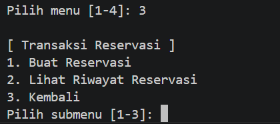 Pilih menu [1-4]: 3
[ Transaksi Reservasi ]
1. Buat Reservasi
2. Lihat Riwayat Reservasi
3. Kembali
Pilih submenu [1-3]: